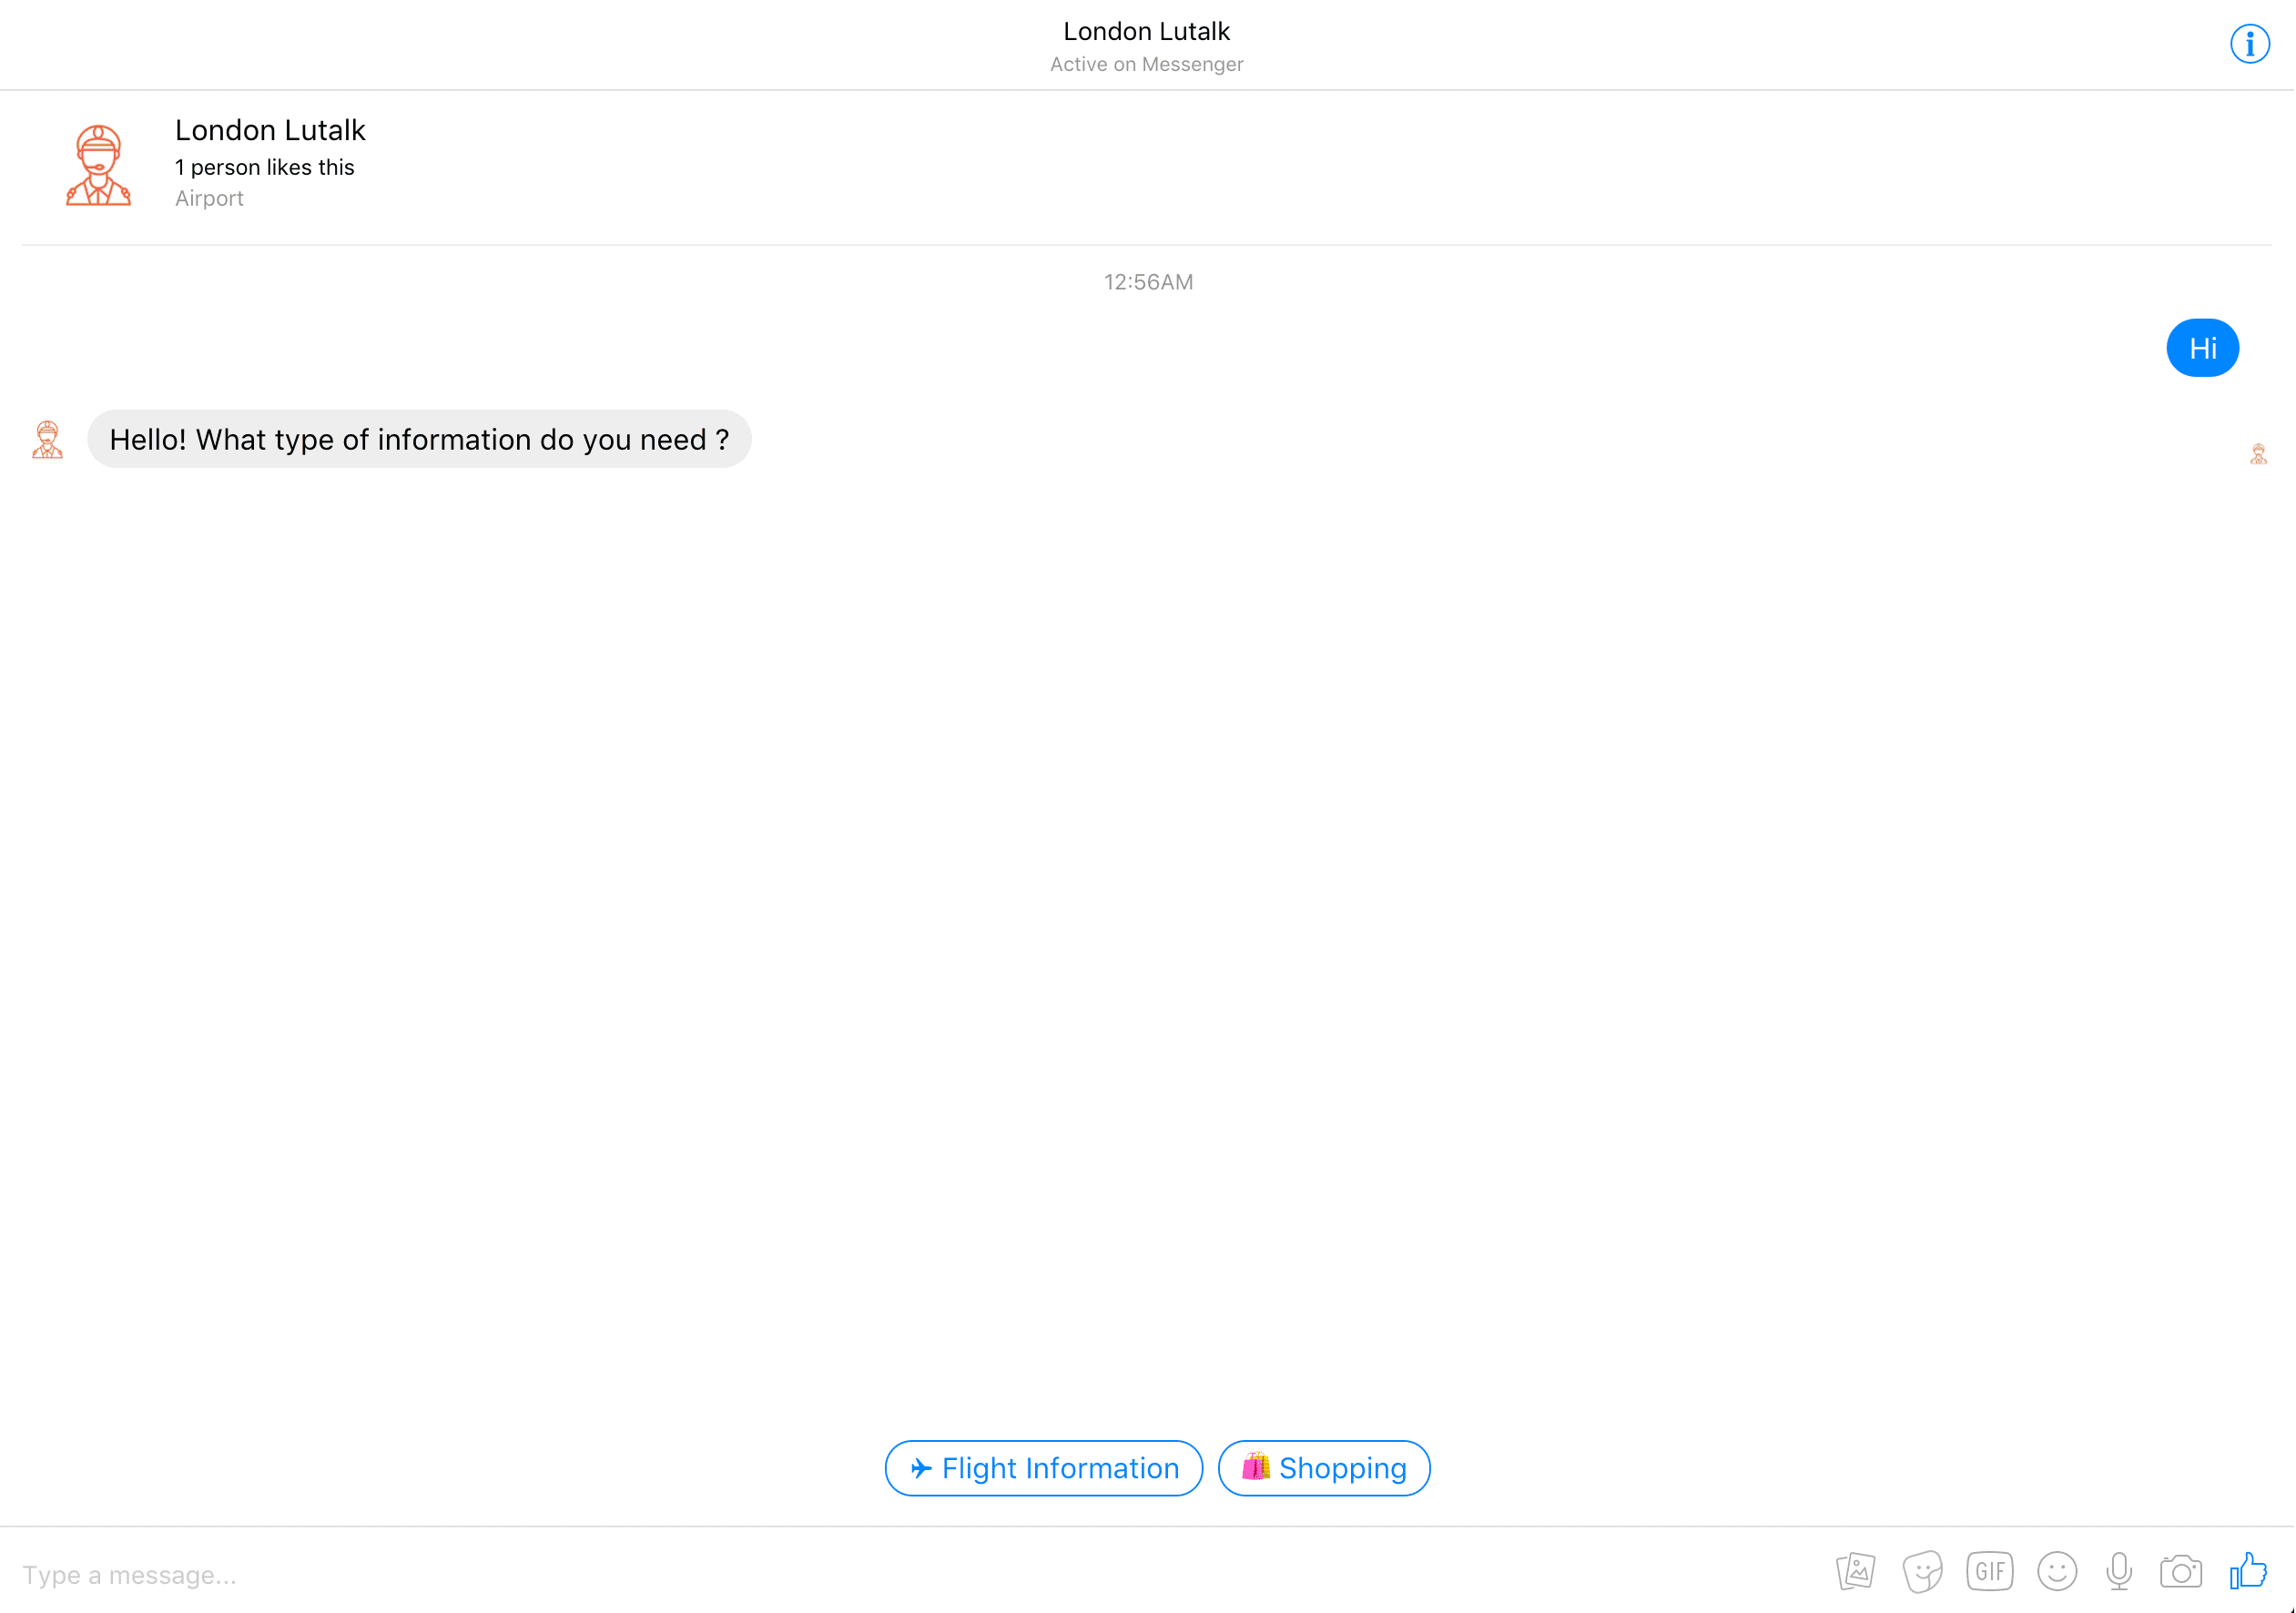 London Lutalk
Active on Messenger
London Lutalk
1 person likes this
Airport
12:56AM
Hi
Hello! What type of information do you need ?
✈ Flight Information
🛍 Shopping
Type a message...
GIF